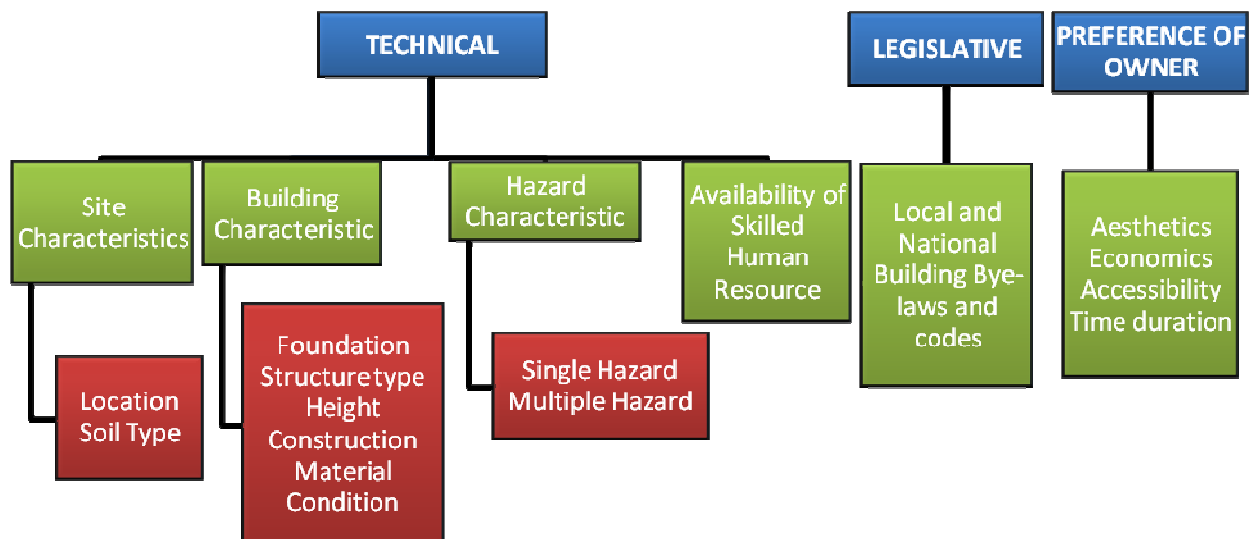 TECHNICAL
LEGISLATIVE
PREFERENCE OF
OWNER
Site
Characteristics
Building
Characteristic
Hazard
Characteristic
Availability of
Skilled
Human
Resource
Local and
National
Building Bye-
laws and
codes
Aesthetics
Economics
Accessibility
Time duration
Location
Soil Type
Foundation
Structure type
Height
Construction
Material
Condition
Single Hazard
Multiple Hazard